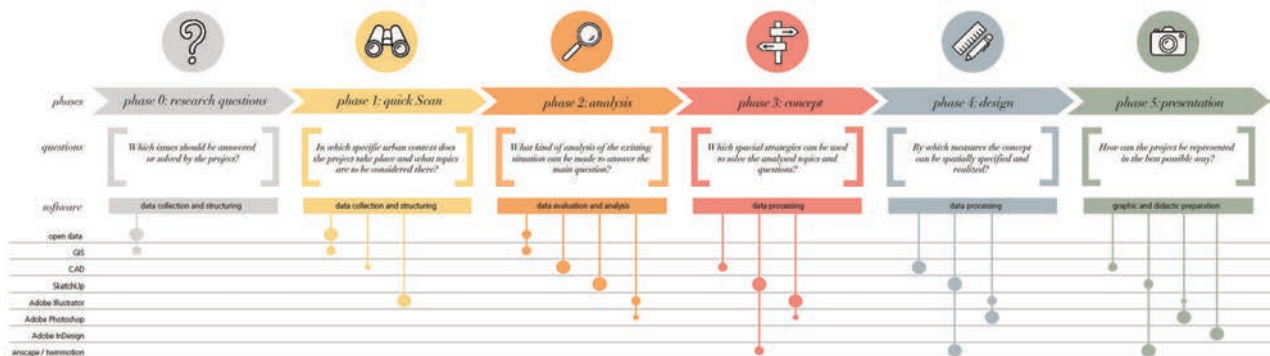 phases
phase 0: research questions
phase 1: quick Scan
phase 2: analysis
phase 3: concept
phase 4: design
phase 5: presentation
questions
Which issues should be answered
or solved by the project?
In which specific urban context does
the project take place and what topics
are to be considered there?
What kind of analysis of the existing
situation can be made to answer the
main question?
Which spacial strategies can be used
to solve the analysed topics and
questions?
By which measures the concept
can be spatially specified and
realized?
How can the project be represented
in the best possible way?
software
data collection and structuring
data collection and structuring
data evaluation and analysis
data processing
data processing
graphic and didactic preparation
open data
GIS
CAD
SketchUp
Adobe Illustrator
Adobe Photoshop
Adobe InDesign
enscape / twinmotion